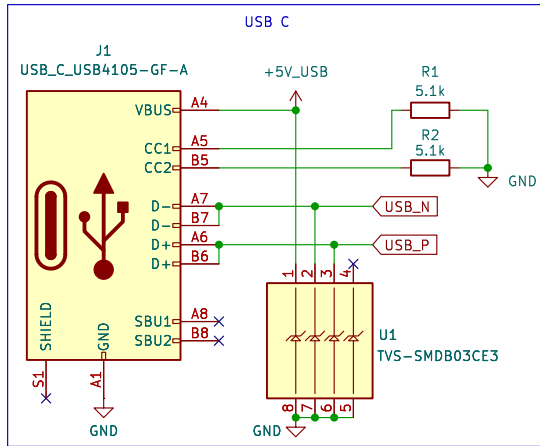 USB C
J1
USB_C_USB4105-GF-A
+5V_USB
R1
5.1k
VBUS A4
CC1 A5
CC2 B5
R2
5.1k
GND
D- A7
D- B7
USB_N
D+ A6
D+ B6
USB_P
1 2 3 4
SBU1 A8
SBU2 B8
SHIELD
GND
S1
A1
U1
TVS-SMDB03CE3
8 7 6 5
GND
GND